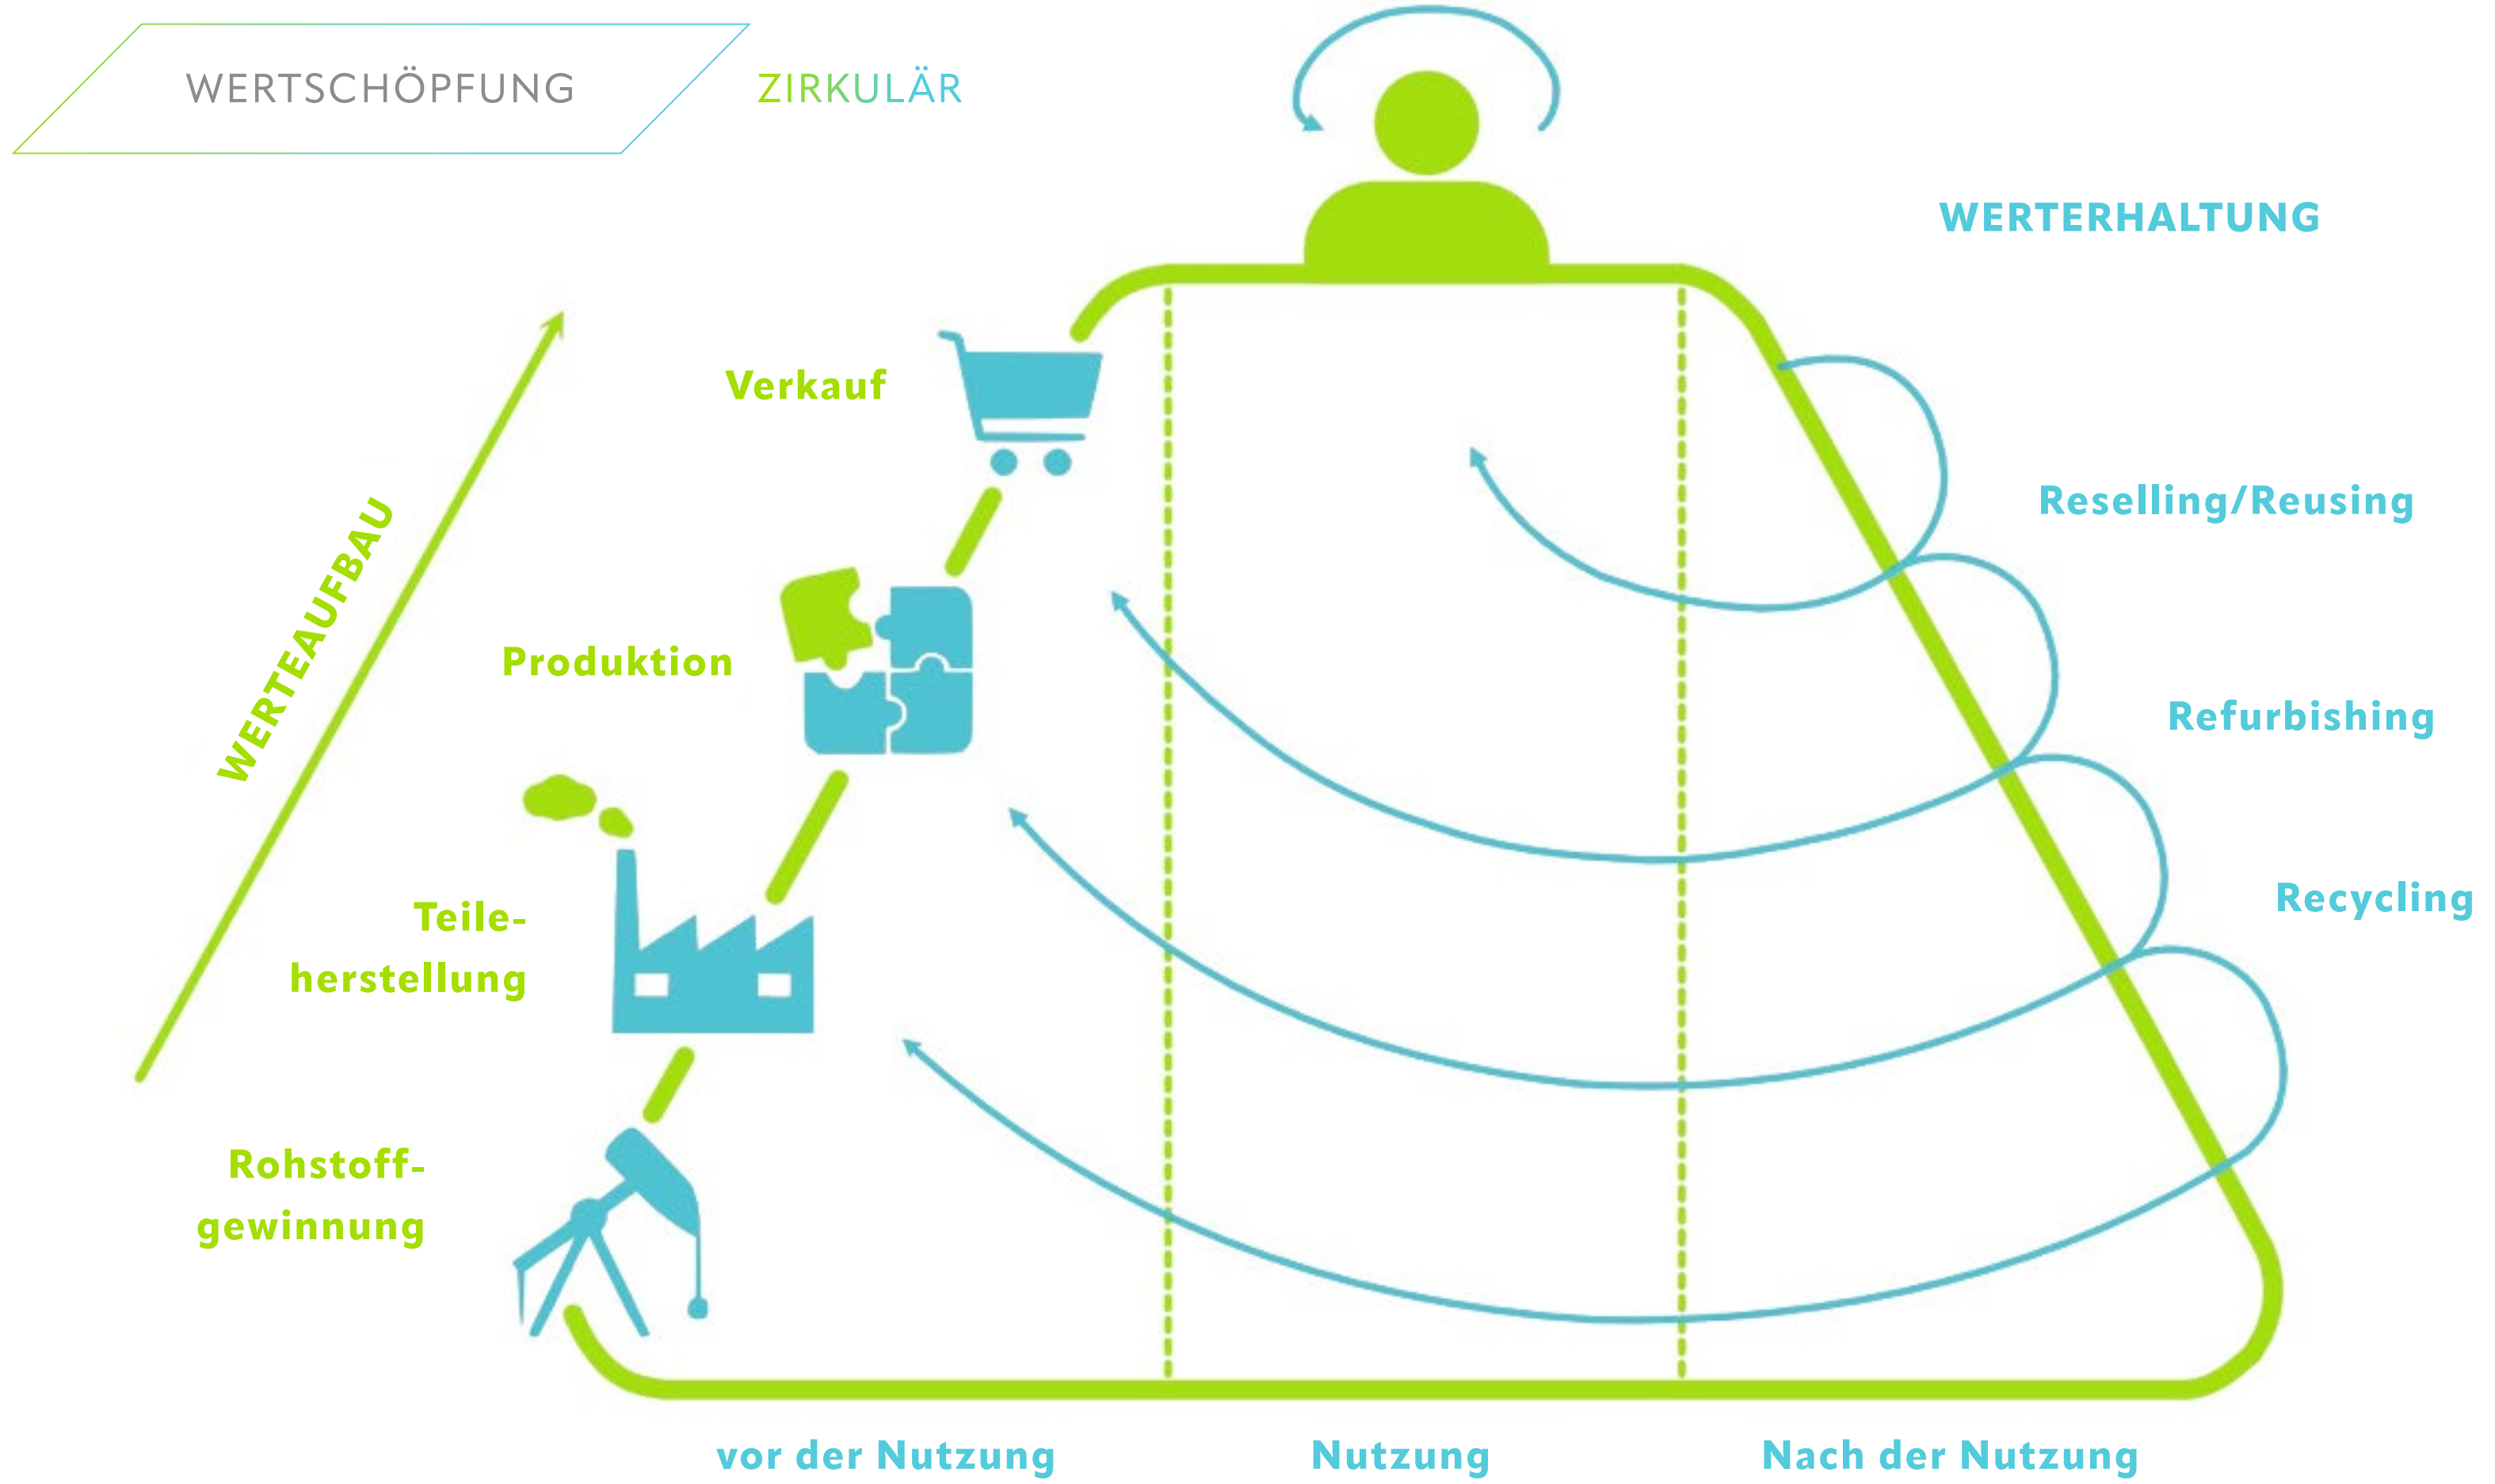 WERTSCHÖPFUNG ZIRKULÄR
WERTERHALTUNG
WERTEAUFBAU
Verkauf
Produktion
Teile-
herstellung
Rohstoff-
gewinnung
Reselling/Reusing
Refurbishing
Recycling
vor der Nutzung
Nutzung
Nach der Nutzung